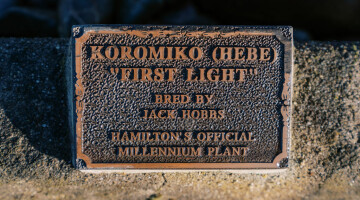 KOROMIKO (HEBE)
"FIRST LIGHT"
BRED BY
JACK HOBBS
HAMILTON'S OFFICIAL
MILLENNIUM PLANT